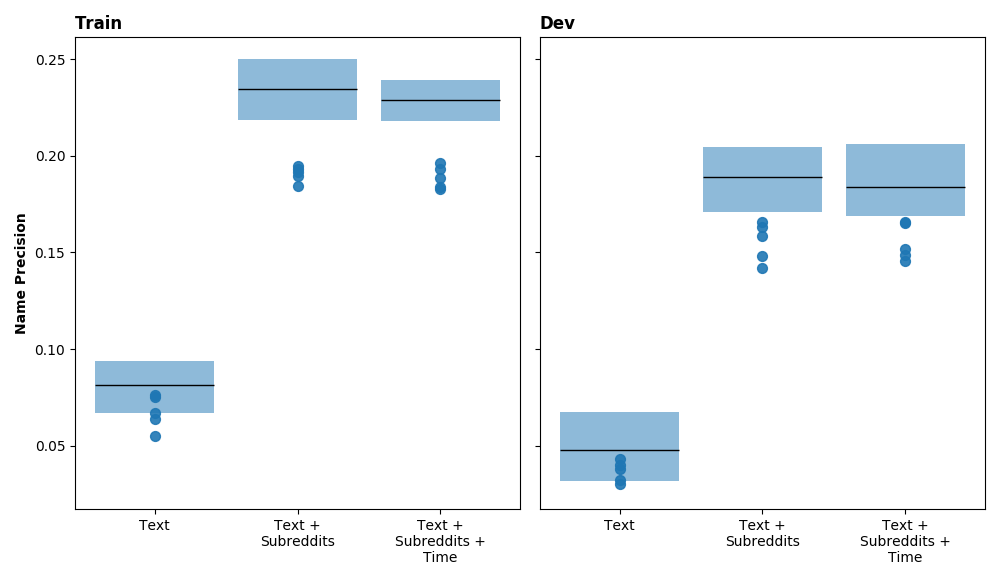 Train
Dev
Name Precision
0.25
0.20
0.15
0.10
0.05
Text
Text +
Subreddits
Text +
Subreddits +
Time
Text
Text +
Subreddits
Text +
Subreddits +
Time